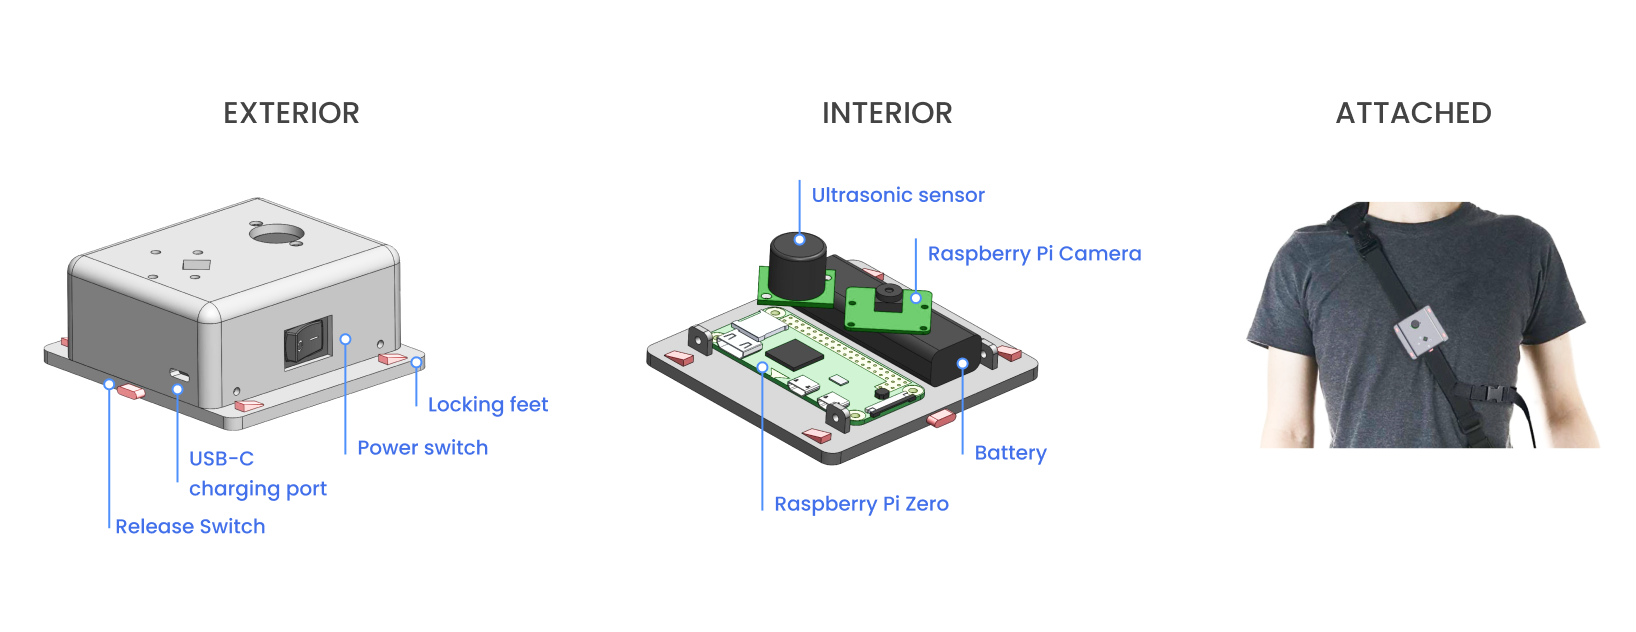 EXTERIOR
Locking feet
Power switch
USB-C
charging port
Release Switch
INTERIOR
Ultrasonic sensor
Raspberry Pi Camera
Battery
Raspberry Pi Zero
ATTACHED